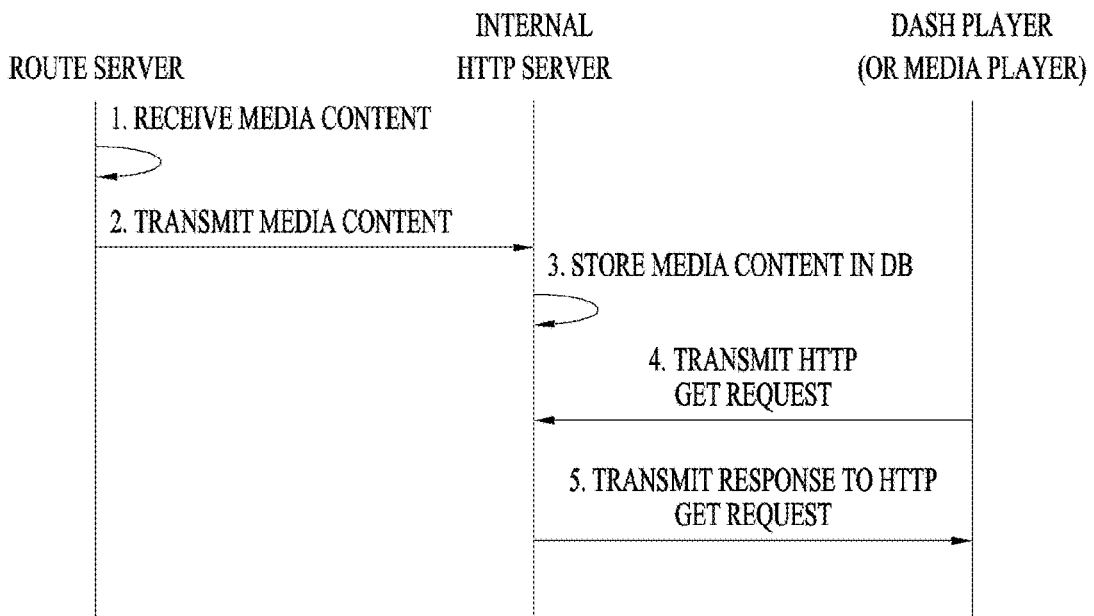 INTERNAL
DASH PLAYER
ROUTE SERVER
HTTP SERVER
(OR MEDIA PLAYER)
1. RECEIVE MEDIA CONTENT
2. TRANSMIT MEDIA CONTENT
3. STORE MEDIA CONTENT IN DB
4. TRANSMIT HTTP
GET REQUEST
5. TRANSMIT RESPONSE TO HTTP
GET REQUEST